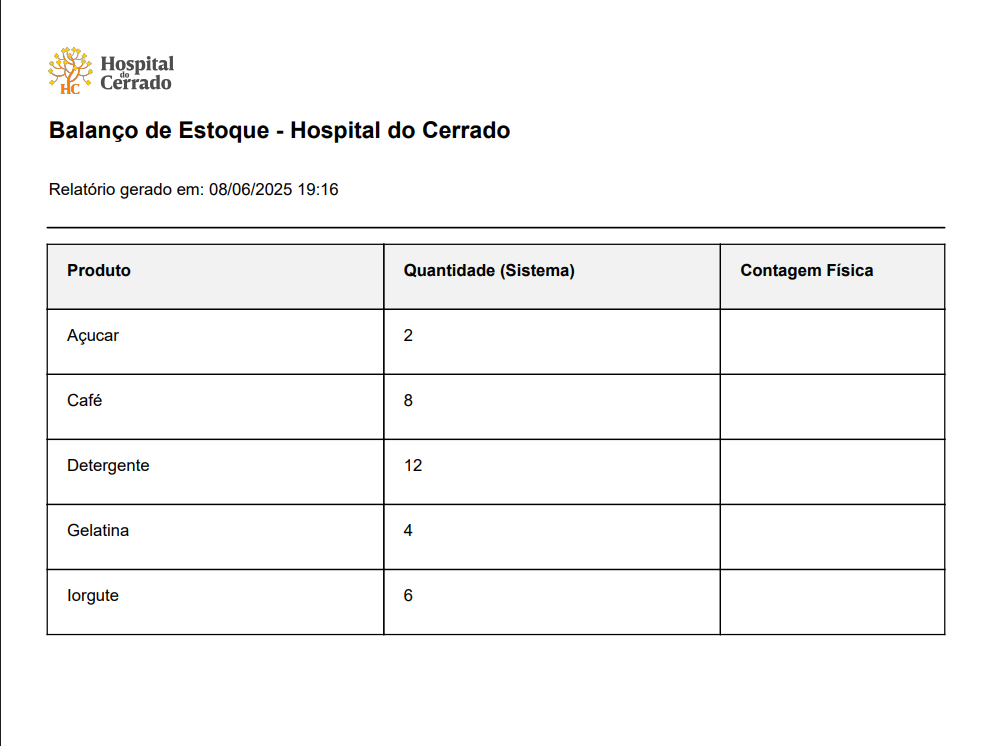 Hospital
do
Cerrado
HC
Balanço de Estoque - Hospital do Cerrado
Relatório gerado em: 08/06/2025 19:16
Produto Quantidade (Sistema) Contagem Física
Açucar 2
Café 8
Detergente 12
Gelatina 4
Iorgute 6